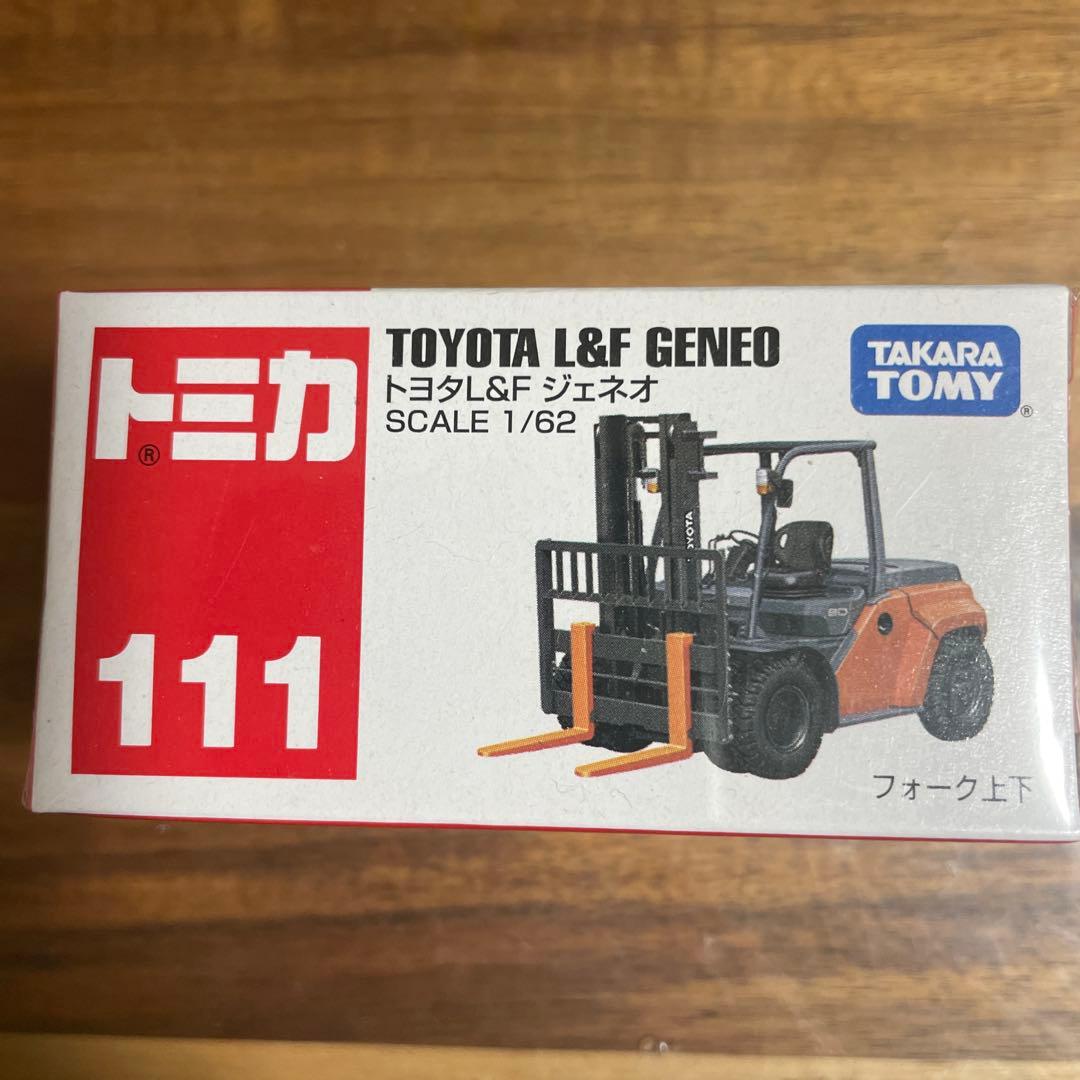 トミカ
®
111
TOYOTA L&F GENEO
トヨタL&F ジェネオ
SCALE 1/62
TAKARA
TOMY
®
TOYOTA
80
フォーク上下